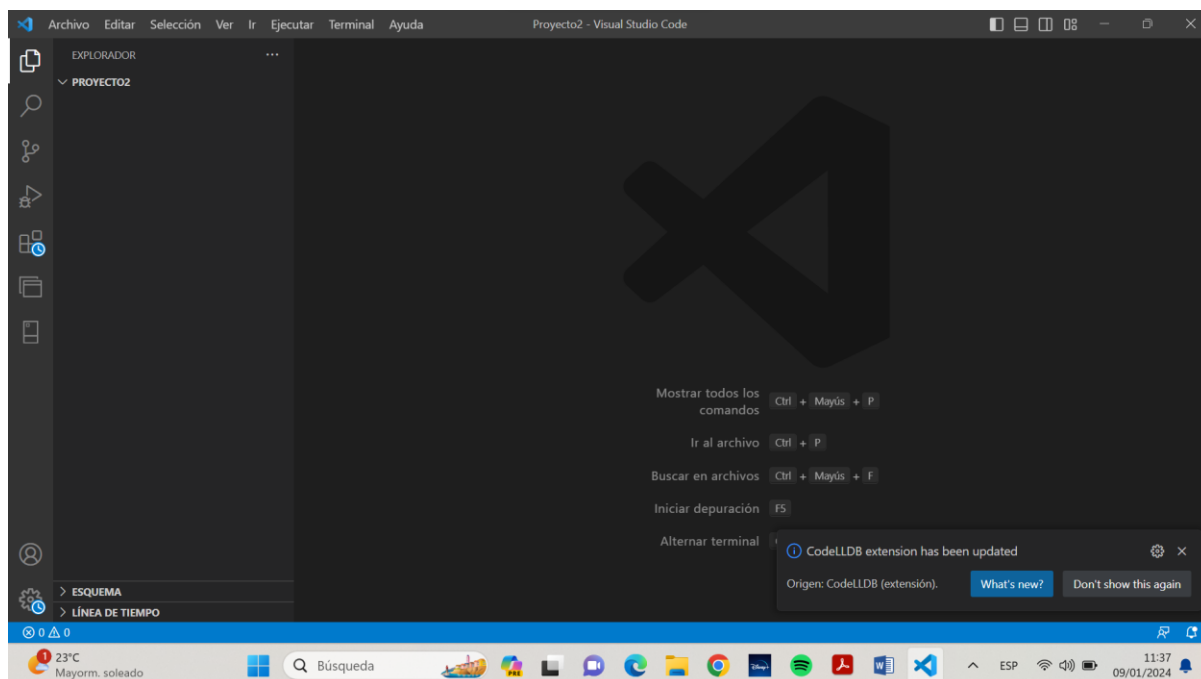 Archivo Editar Selección Ver Ir Ejecutar Terminal Ayuda Proyecto2 - Visual Studio Code
EXPLORADOR ...
PROYECTO2
Mostrar todos los
comandos Ctrl + Mayús + P
Ir al archivo Ctrl + P
Buscar en archivos Ctrl + Mayús + F
Iniciar depuración F5
Alternar terminal
CodeLLDB extension has been updated
Origen: CodeLLDB (extensión). What's new? Don't show this again
ESQUEMA
LÍNEA DE TIEMPO
0 0
1 23°C
Mayorm. soleado
Búsqueda
PRE
Disney+
W
ESP
11:37
09/01/2024